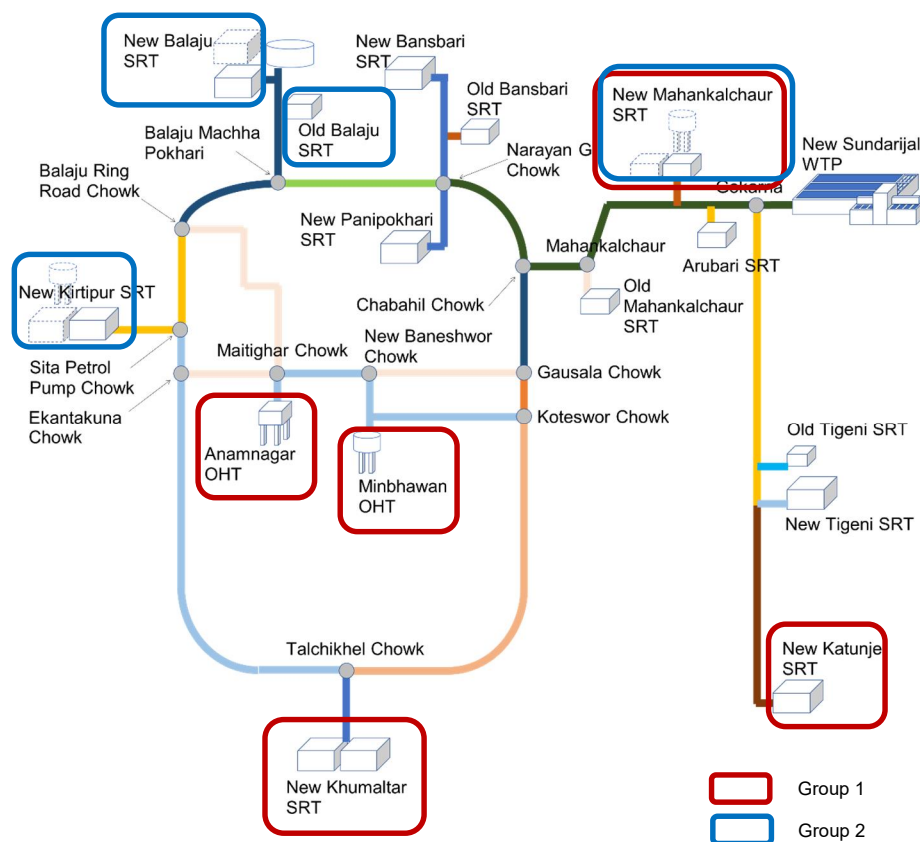 New Balaju
SRT
New Bansbari
SRT
Old Bansbari
SRT
New Mahankalchaur
SRT
New Sundarijal
WTP
Old Balaju
SRT
Balaju Machha
Pokhari
Narayan G
Chowk
Balaju Ring
Road Chowk
New Panipokhari
SRT
Gokarna
Mahankalchaur
Arubari SRT
New Kirtipur SRT
Chabahil Chowk
Old
Mahankalchaur
SRT
Sita Petrol
Pump Chowk
Maitighar Chowk
New Baneshwor
Chowk
Gausala Chowk
Ekantakuna
Chowk
Koteswor Chowk
Anamnagar
OHT
Minbhawan
OHT
Old Tigeni SRT
New Tigeni SRT
Talchikhel Chowk
New Katunje
SRT
New Khumaltar
SRT
Group 1
Group 2